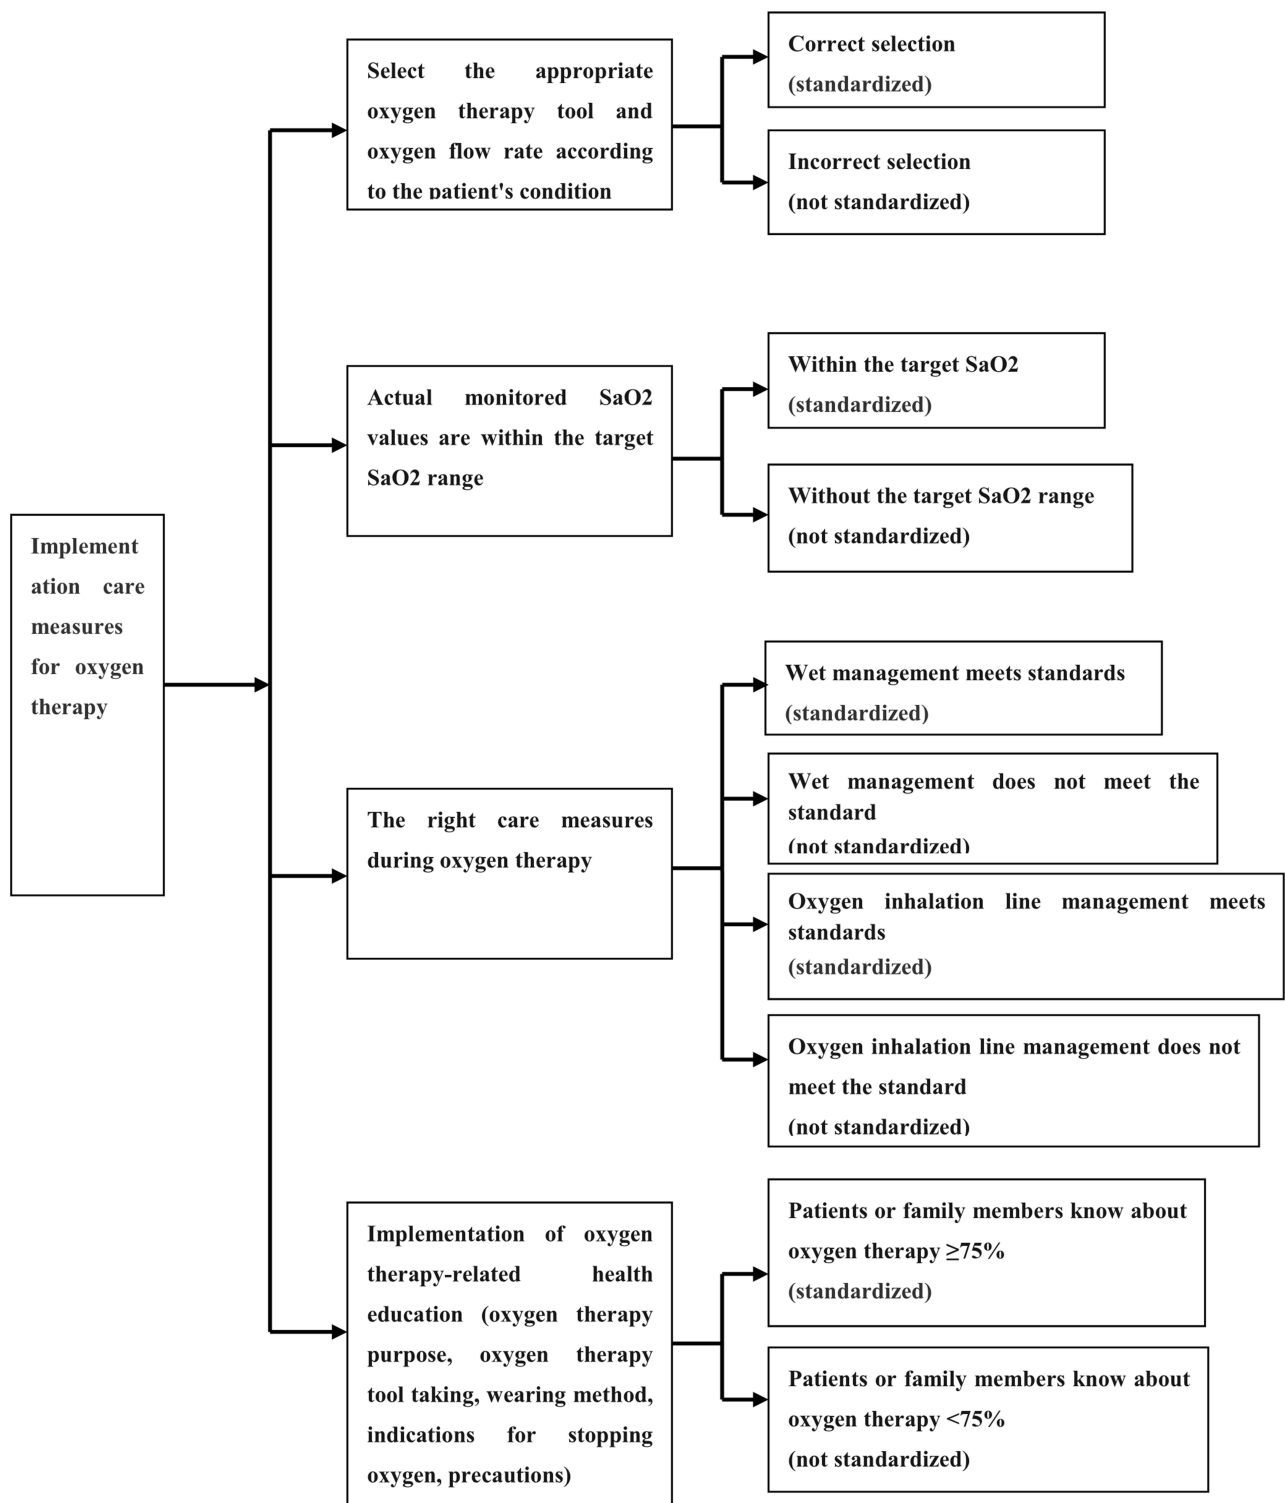 Select the appropriate
oxygen therapy tool and
oxygen flow rate according
to the patient's condition
Correct selection
(standardized)
Incorrect selection
(not standardized)
Actual monitored SaO2
values are within the target
SaO2 range
Within the target SaO2
(standardized)
Without the target SaO2 range
(not standardized)
Implement
ation care
measures
for oxygen
therapy
The right care measures
during oxygen therapy
Wet management meets standards
(standardized)
Wet management does not meet the
standard
(not standardized)
Oxygen inhalation line management meets
standards
(standardized)
Oxygen inhalation line management does not
meet the standard
(not standardized)
Implementation of oxygen
therapy-related health
education (oxygen therapy
purpose, oxygen therapy
tool taking, wearing method,
indications for stopping
oxygen, precautions)
Patients or family members know about
oxygen therapy ≥75%
(standardized)
Patients or family members know about
oxygen therapy <75%
(not standardized)